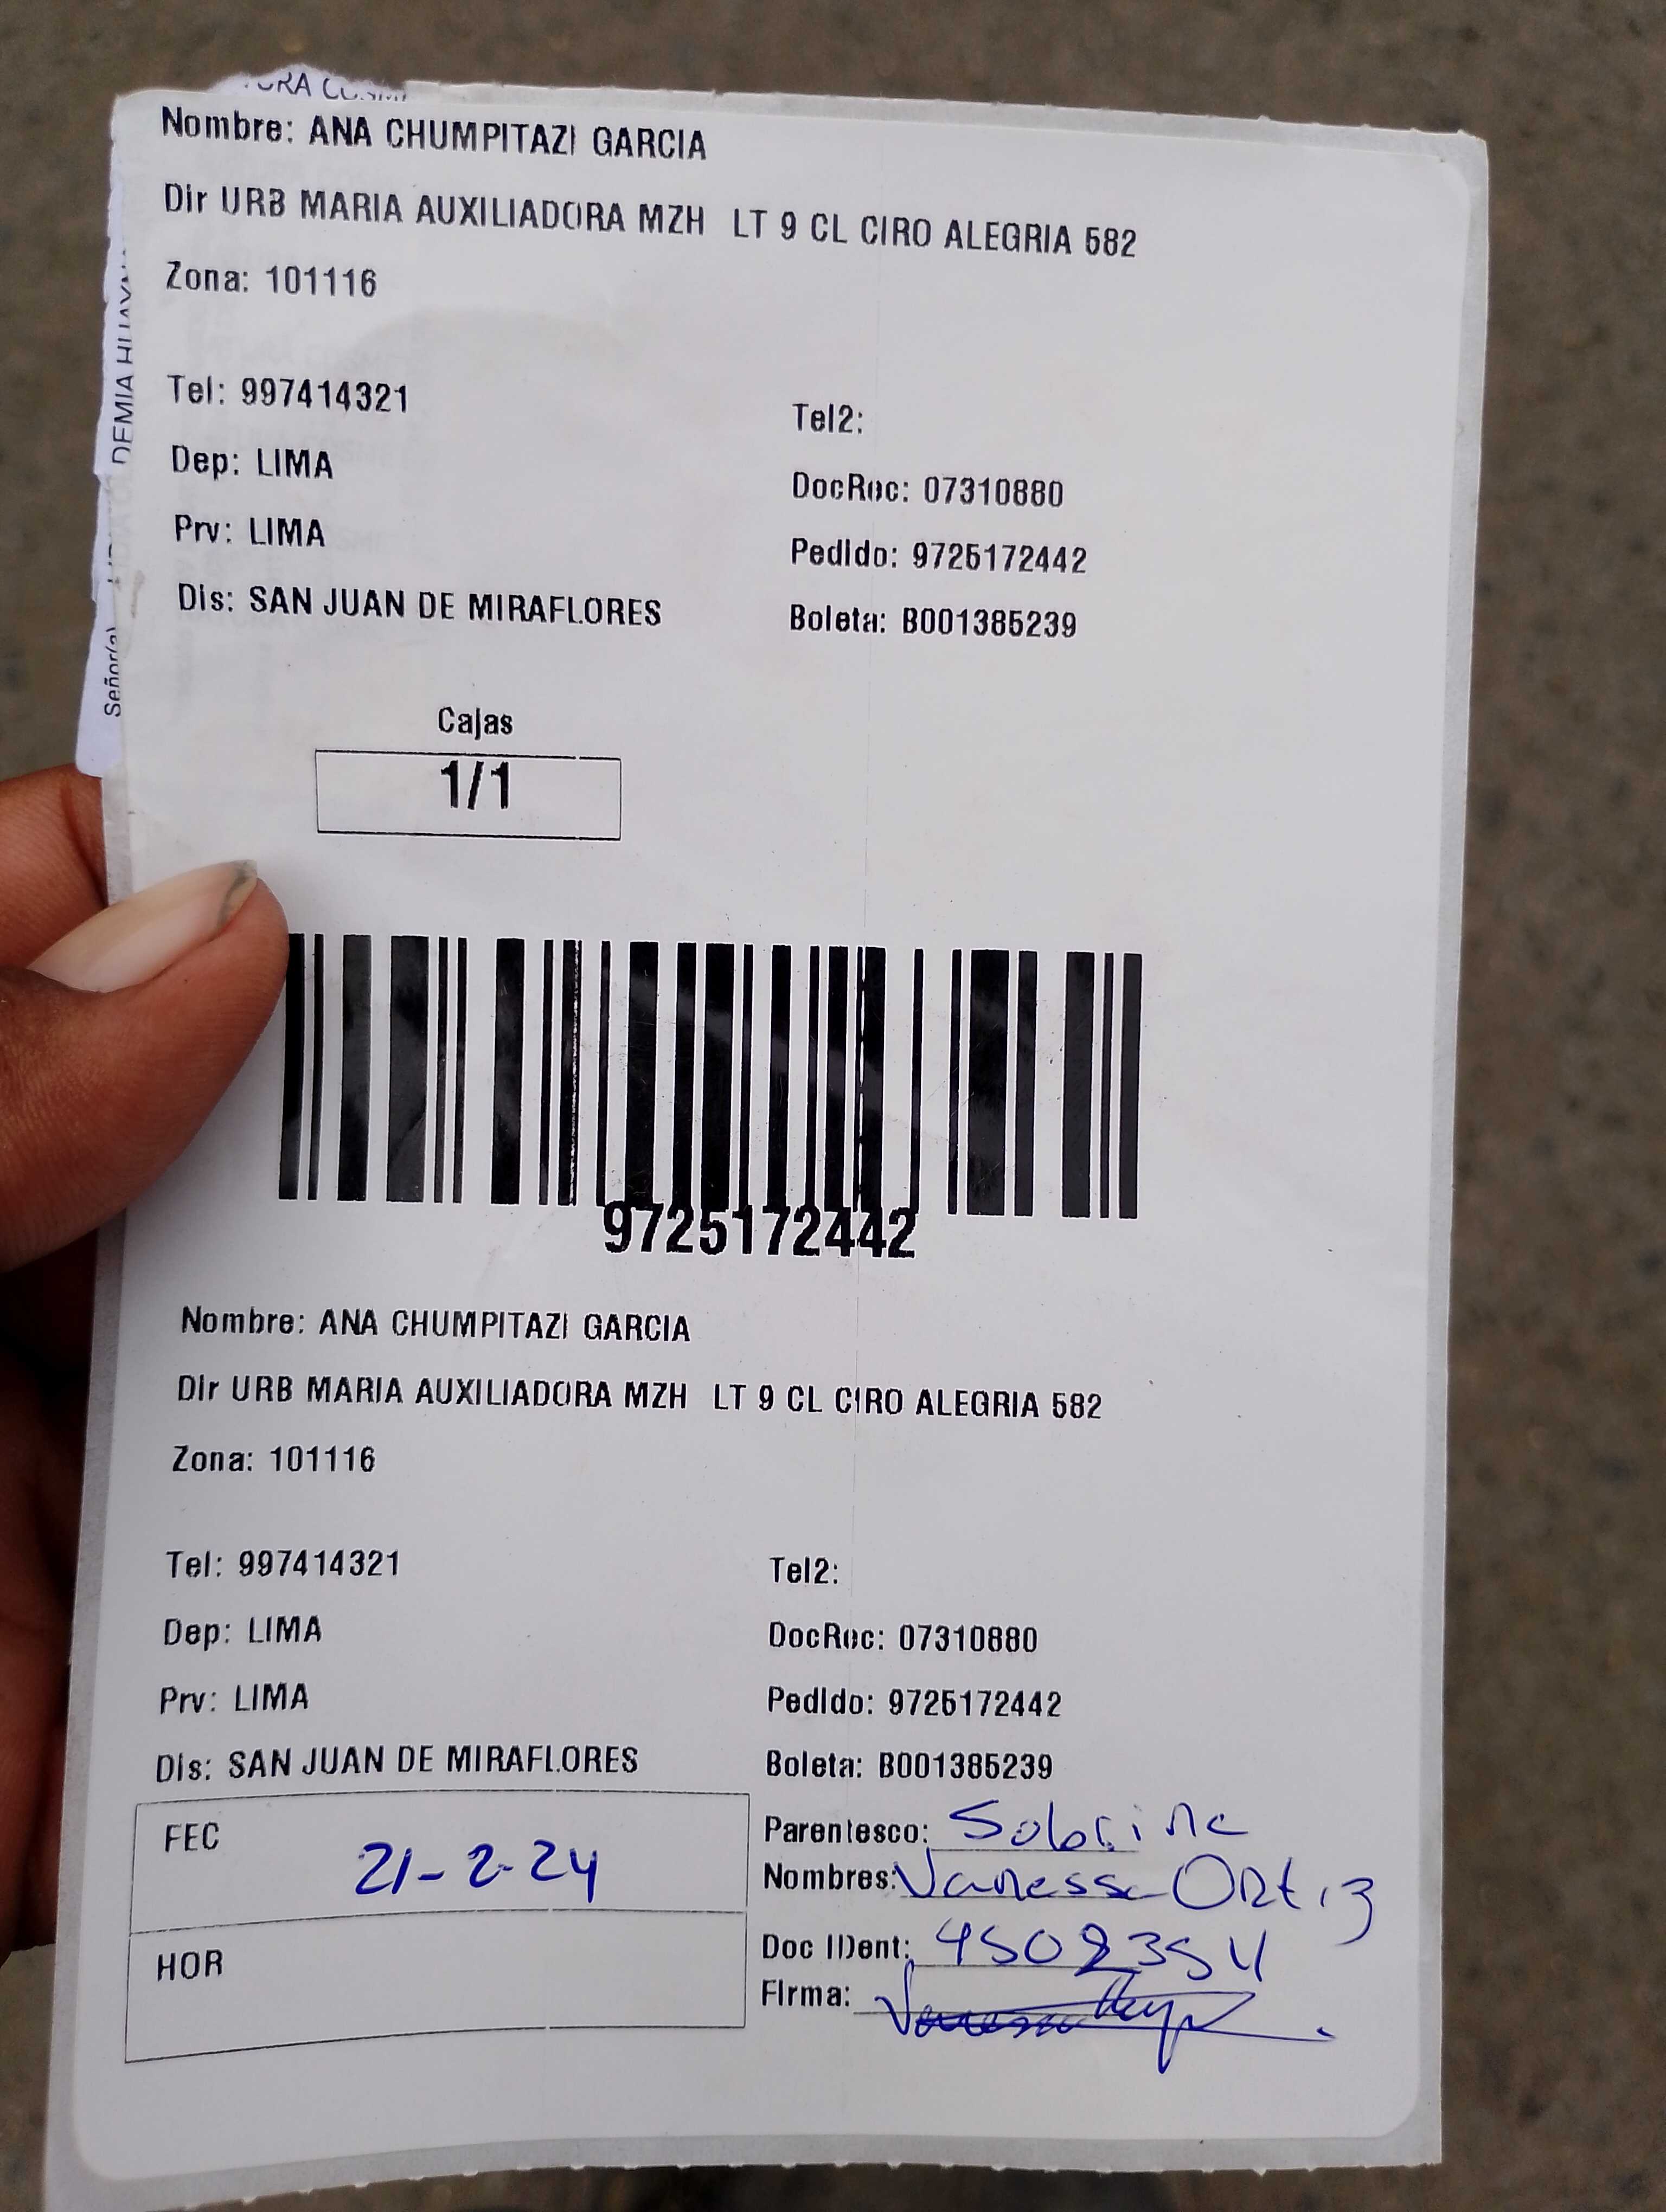 Nombre: ANA CHUMPITAZI GARCIA
Dir URB MARIA AUXILIADORA MZH LT 9 CL CIRO ALEGRIA 582
Zona: 101116
Tel: 997414321
Tel2:
Dep: LIMA
DocRec: 07310880
Prv: LIMA
Pedido: 9725172442
Dis: SAN JUAN DE MIRAFLORES
Boleta: B001385239
Cajas
1/1
9725172442
Nombre: ANA CHUMPITAZI GARCIA
Dir URB MARIA AUXILIADORA MZH LT 9 CL CIRO ALEGRIA 582
Zona: 101116
Tel: 997414321
Tel2:
Dep: LIMA
DocRec: 07310880
Prv: LIMA
Pedido: 9725172442
Dis: SAN JUAN DE MIRAFLORES
Boleta: B001385239
FEC 21-2-24
Parentesco: Sobrina
Nombres: Vanessa Ortiz
HOR
Doc IDent: 4502354
Firma:
Señor(a)
DEMIA